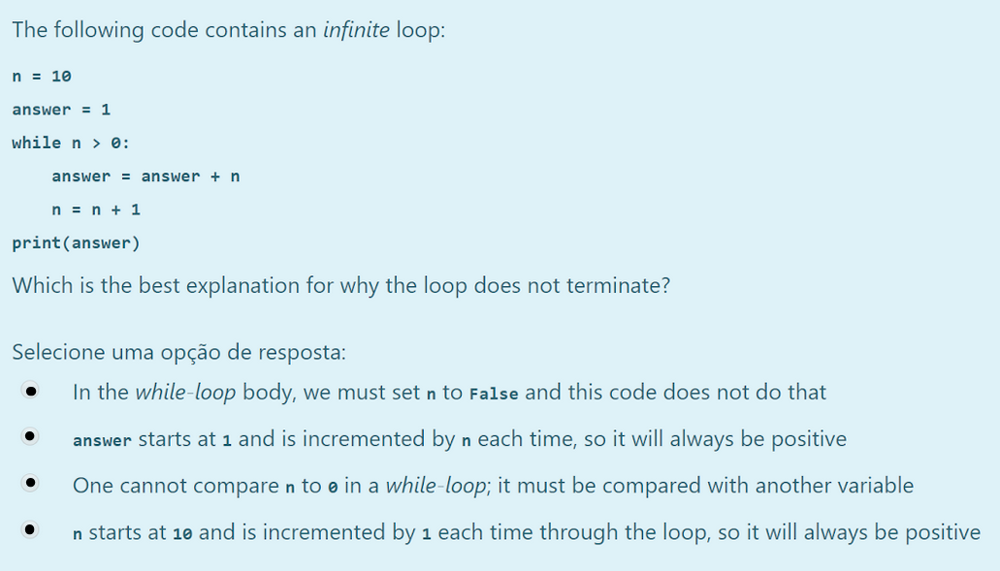 The following code contains an infinite loop:
n = 10
answer = 1
while n > 0:
    answer = answer + n
    n = n + 1
print(answer)
Which is the best explanation for why the loop does not terminate?
Selecione uma opção de resposta:
In the while-loop body, we must set n to False and this code does not do that
answer starts at 1 and is incremented by n each time, so it will always be positive
One cannot compare n to 0 in a while-loop; it must be compared with another variable
n starts at 10 and is incremented by 1 each time through the loop, so it will always be positive